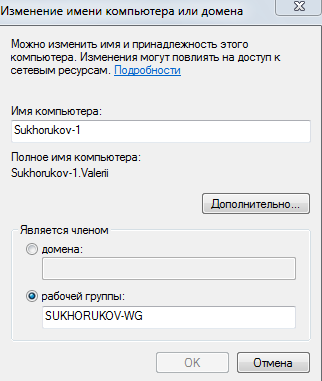 Изменение имени компьютера или домена
Можно изменить имя и принадлежность этого
компьютера. Изменения могут повлиять на доступ к
сетевым ресурсам. Подробности
Имя компьютера:
Sukhorukov-1
Полное имя компьютера:
Sukhorukov-1.Valerii
Дополнительно...
Является членом
домена:
рабочей группы:
SUKHORUKOV-WG
OK
Отмена